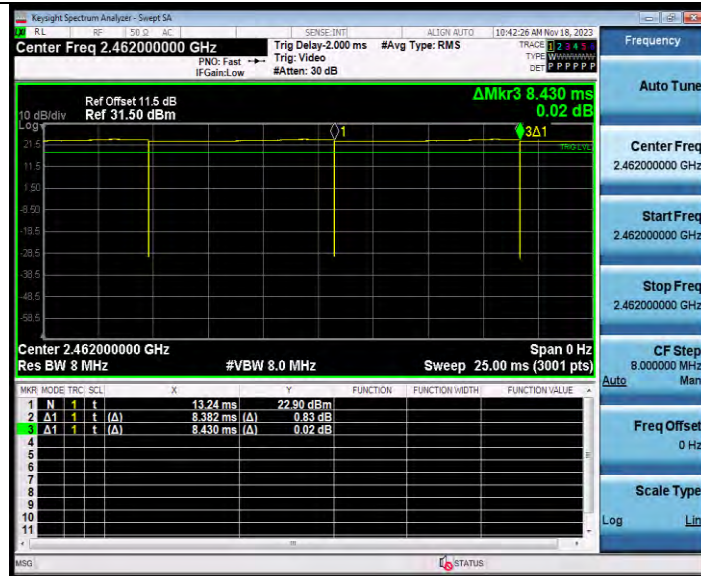 Keysight Spectrum Analyzer - Swept SA
LXI RL RF 50 Ω AC SENSE:INT ALIGN AUTO 10:42:26 AM Nov 18, 2023
Center Freq 2.462000000 GHz
PNO: Fast
IFGain:Low
Trig Delay-2.000 ms
Trig: Video
#Atten: 30 dB
#Avg Type: RMS
TRACE 1 2 3 4 5 6
TYPE WWWWWW
DET P P P P P P
Ref Offset 11.5 dB
10 dB/div Ref 31.50 dBm
ΔMkr3 8.430 ms
0.02 dB
Log
1
3Δ1
TRIG LVL
21.5
11.5
1.50
-8.50
-18.5
-28.5
-38.5
-48.5
-58.5
Center 2.462000000 GHz Span 0 Hz
Res BW 8 MHz #VBW 8.0 MHz Sweep 25.00 ms (3001 pts)
MKR MODE TRC SCL X Y FUNCTION FUNCTION WIDTH FUNCTION VALUE
1 N 1 t 13.24 ms 22.90 dBm
2 Δ1 1 t (Δ) 8.382 ms (Δ) 0.83 dB
3 Δ1 1 t (Δ) 8.430 ms (Δ) 0.02 dB
4
5
6
7
8
9
10
11
MSG STATUS
Frequency
Auto Tune
Center Freq
2.462000000 GHz
Start Freq
2.462000000 GHz
Stop Freq
2.462000000 GHz
CF Step
8.000000 MHz
Auto Man
Freq Offset
0 Hz
Scale Type
Log Lin